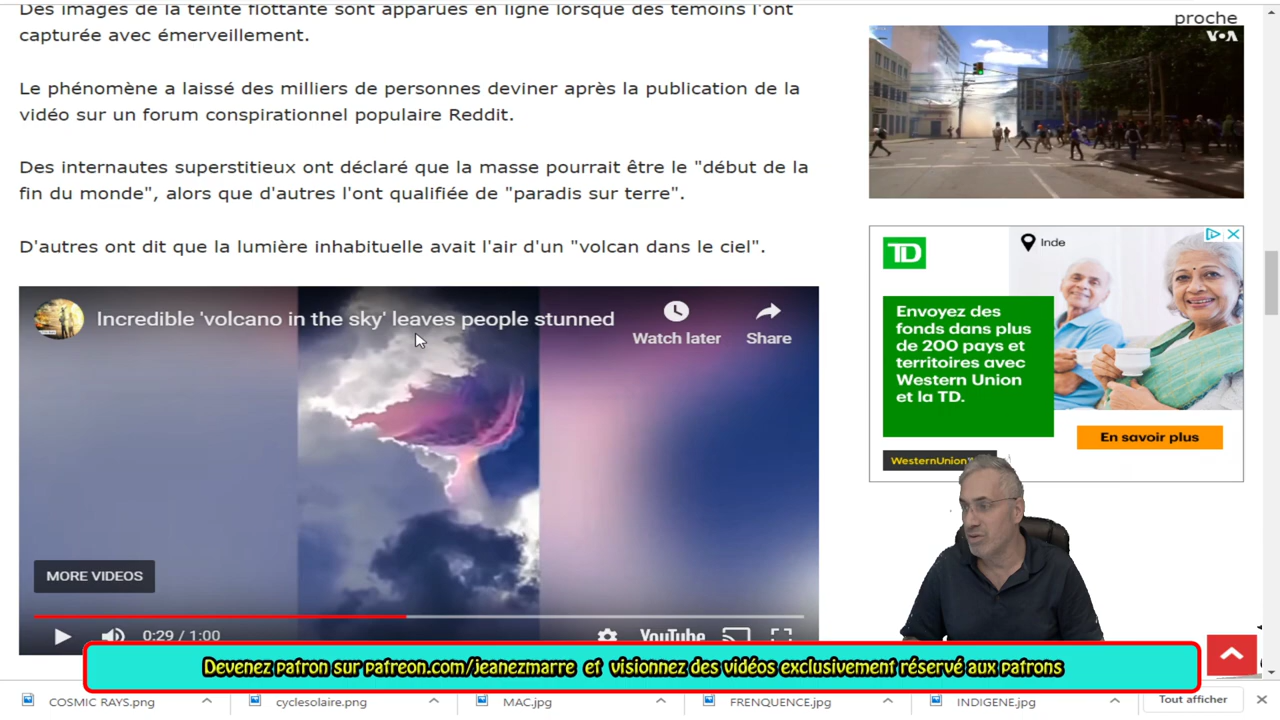 Des images de la teinte flottante sont apparues en ligne lorsque des témoins l'ont
capturée avec émerveillement.
Le phénomène a laissé des milliers de personnes deviner après la publication de la
vidéo sur un forum conspirationnel populaire Reddit.
Des internautes superstitieux ont déclaré que la masse pourrait être le "début de la
fin du monde", alors que d'autres l'ont qualifiée de "paradis sur terre".
D'autres ont dit que la lumière inhabituelle avait l'air d'un "volcan dans le ciel".
Incredible 'volcano in the sky' leaves people stunned
Watch later
Share
MORE VIDEOS
0:29 / 1:00
YouTube
proche
VOA
TD
Inde
Envoyez des
fonds dans plus
de 200 pays et
territoires avec
Western Union
et la TD.
En savoir plus
WesternUnion
Devenez patron sur patreon.com/jeanezmarre et visionnez des vidéos exclusivement réservé aux patrons
COSMIC RAYS.png
cyclesolaire.png
MAC.jpg
FRENQUENCE.jpg
INDIGENE.jpg
Tout afficher